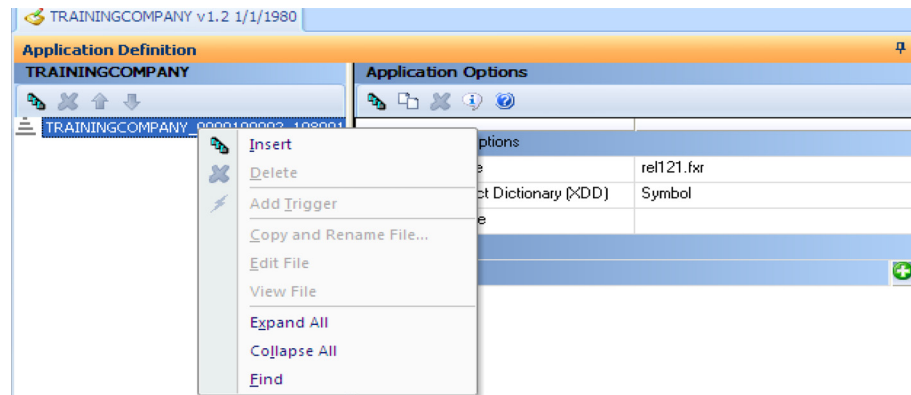 TRAININGCOMPANY v1.2 1/1/1980
Application Definition
TRAININGCOMPANY
Application Options
TRAININGCOMPANY_0000100002_108001
ptions
e rel121.fxr
ct Dictionary (XDD) Symbol
e
Insert
Delete
Add Trigger
Copy and Rename File...
Edit File
View File
Expand All
Collapse All
Find